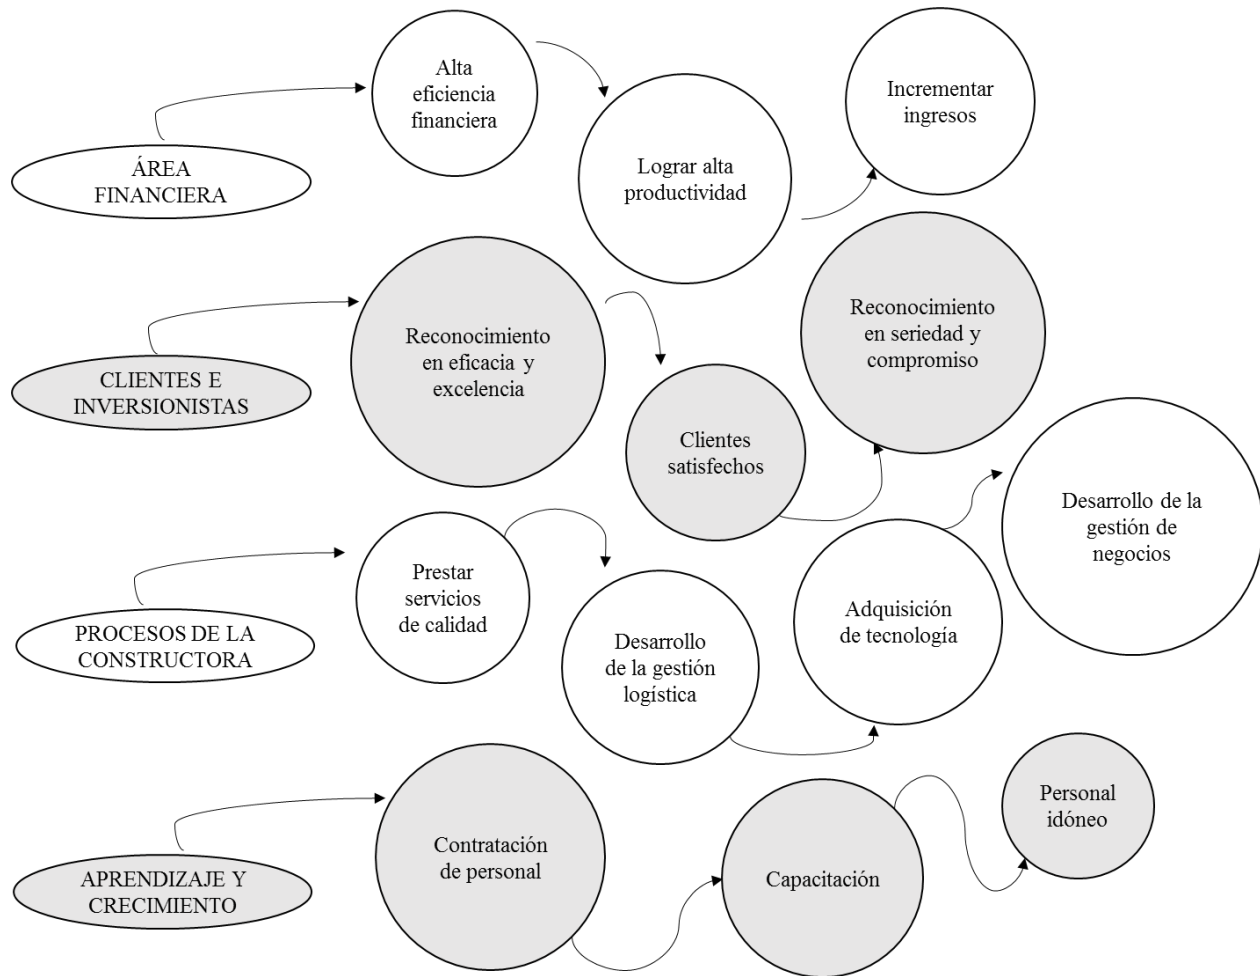 ÁREA
FINANCIERA
Alta
eficiencia
financiera
Lograr alta
productividad
Incrementar
ingresos
CLIENTES E
INVERSIONISTAS
Reconocimiento
en eficacia y
excelencia
Clientes
satisfechos
Reconocimiento
en seriedad y
compromiso
PROCESOS DE LA
CONSTRUCTORA
Prestar
servicios
de calidad
Desarrollo
de la gestión
logística
Adquisición
de tecnología
Desarrollo de la
gestión de
negocios
APRENDIZAJE Y
CRECIMIENTO
Contratación
de personal
Capacitación
Personal
idóneo